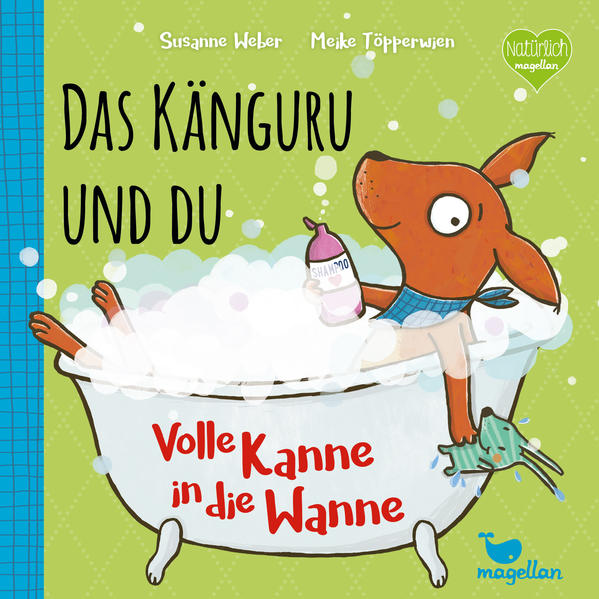 Susanne Weber Meike Töpperwien
Natürlich
magellan
DAS KÄNGURU
UND DU
SHAMPOO
Volle Kanne
in die Wanne
magellan